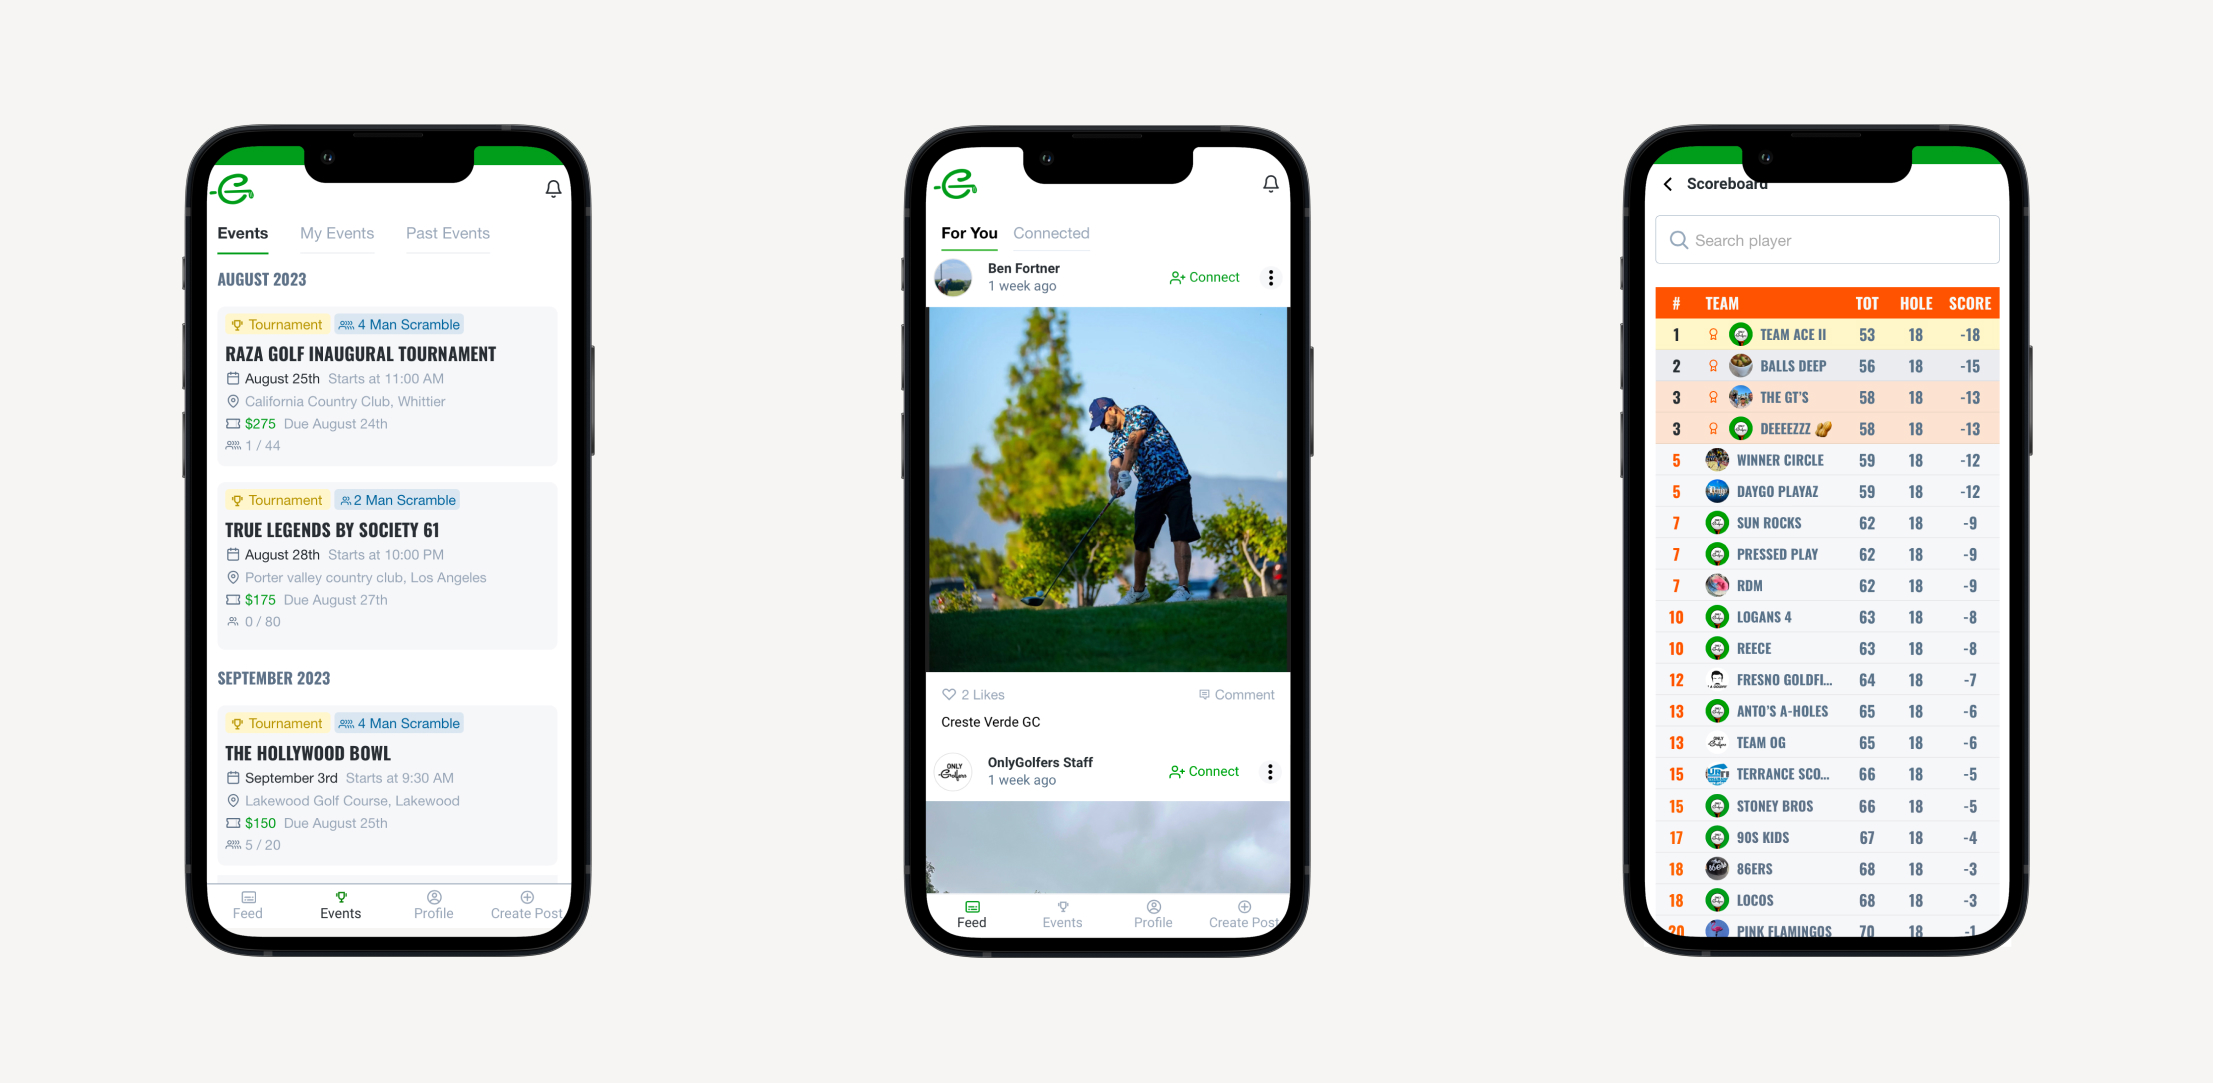 Events My Events Past Events
AUGUST 2023
Tournament 4 Man Scramble
RAZA GOLF INAUGURAL TOURNAMENT
August 25th Starts at 11:00 AM
California Country Club, Whittier
$275 Due August 24th
1 / 44
Tournament 2 Man Scramble
TRUE LEGENDS BY SOCIETY 61
August 28th Starts at 10:00 PM
Porter valley country club, Los Angeles
$175 Due August 27th
0 / 80
SEPTEMBER 2023
Tournament 4 Man Scramble
THE HOLLYWOOD BOWL
September 3rd Starts at 9:30 AM
Lakewood Golf Course, Lakewood
$150 Due August 25th
5 / 20
Feed Events Profile Create Post
For You Connected
Ben Fortner
1 week ago
Connect
2 Likes Comment
Creste Verde GC
ONLY
Golfers
OnlyGolfers Staff
1 week ago
Connect
Feed Events Profile Create Post
Scoreboard
Search player
# TEAM TOT HOLE SCORE
1 TEAM ACE II 53 18 -18
2 BALLS DEEP 56 18 -15
3 THE GT'S 58 18 -13
3 DEEEEZZZ 🥜 58 18 -13
5 WINNER CIRCLE 59 18 -12
5 DAYGO PLAYAZ 59 18 -12
7 SUN ROCKS 62 18 -9
7 PRESSED PLAY 62 18 -9
7 RDM 62 18 -9
10 LOGANS 4 63 18 -8
10 REECE 63 18 -8
12 FRESNO GOLDFI... 64 18 -7
13 ANTO'S A-HOLES 65 18 -6
13 TEAM OG 65 18 -6
15 TERRANCE SCO... 66 18 -5
15 STONEY BROS 66 18 -5
17 90S KIDS 67 18 -4
18 86ERS 68 18 -3
18 LOCOS 68 18 -3
20 PINK FLAMINGOS 70 18 -1